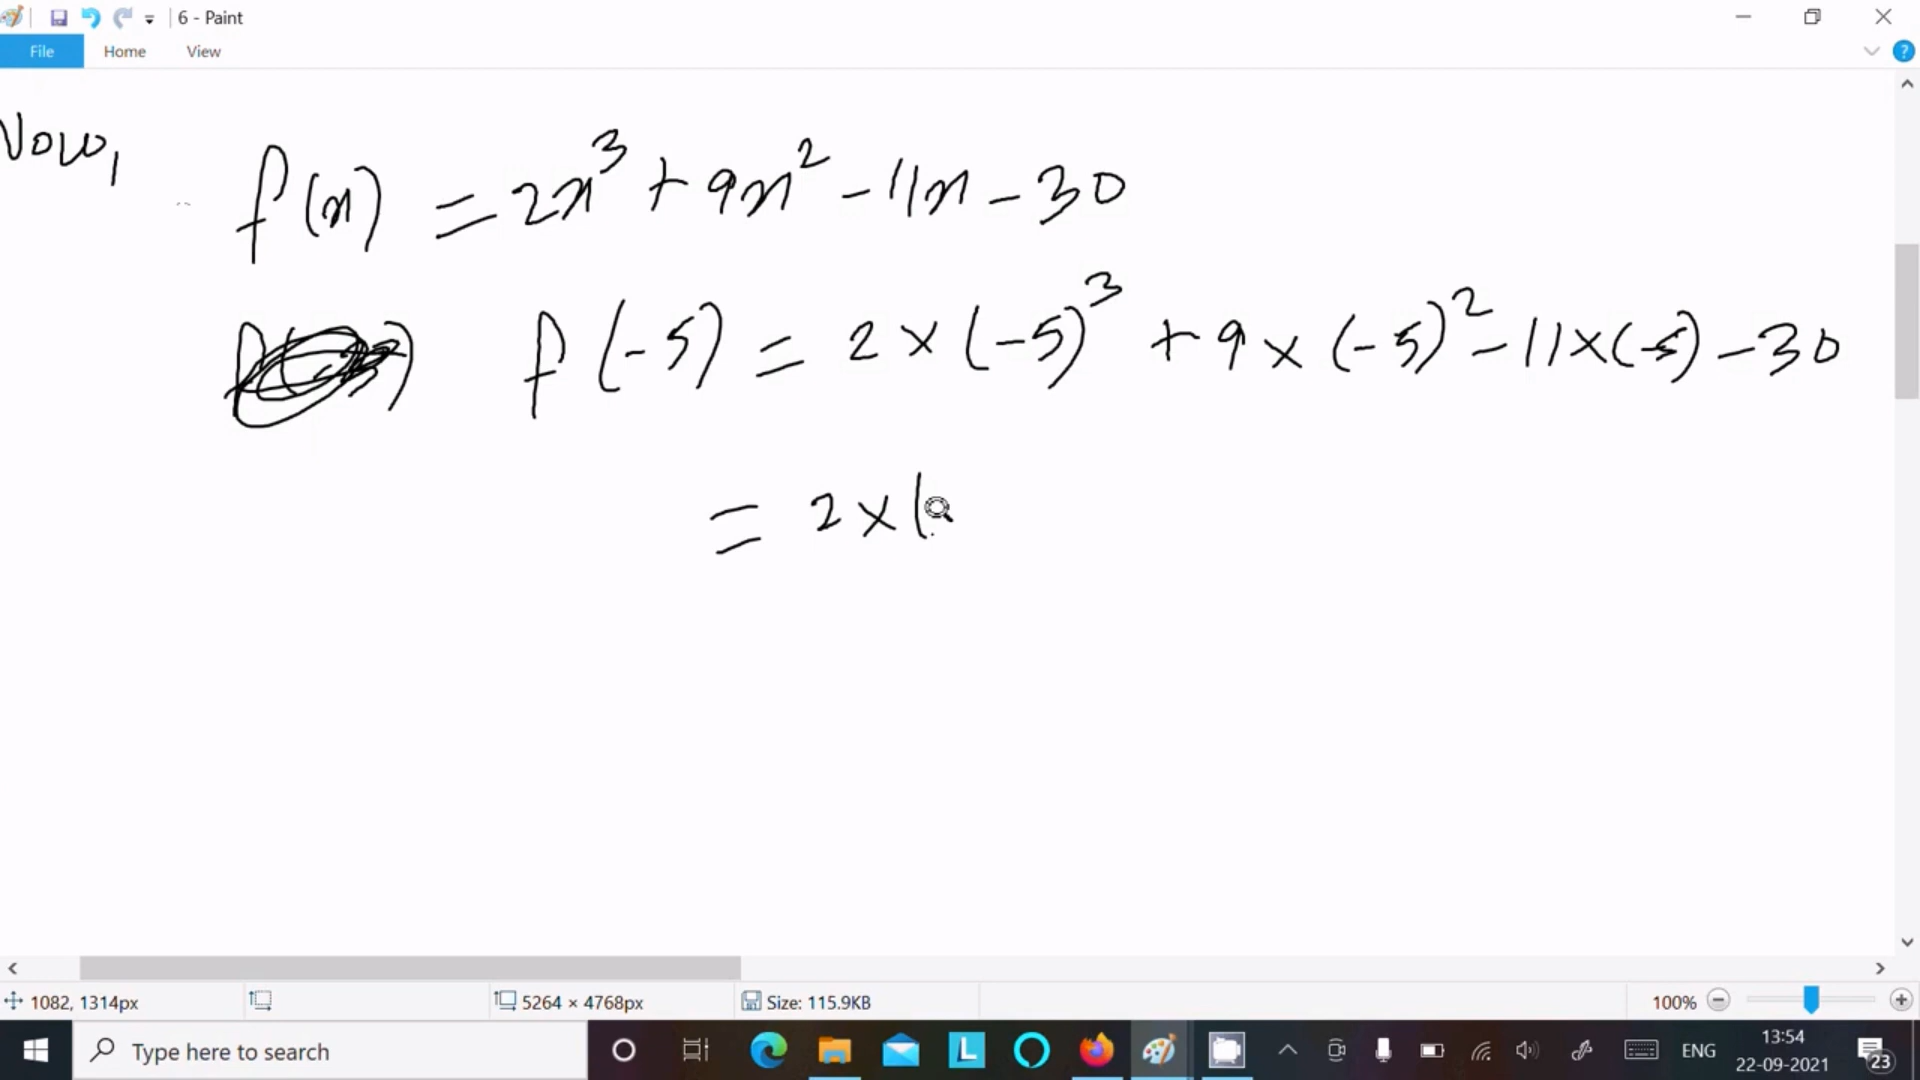 6 - Paint
File Home View
Now, f(x) = 2x³ + 9x² - 11x - 30
f(-5) = 2 × (-5)³ + 9 × (-5)² - 11 × (-5) - 30
= 2 × (
1082, 1314px 5264 × 4768px Size: 115.9KB 100%
Type here to search L ENG 13:54
22-09-2021 23